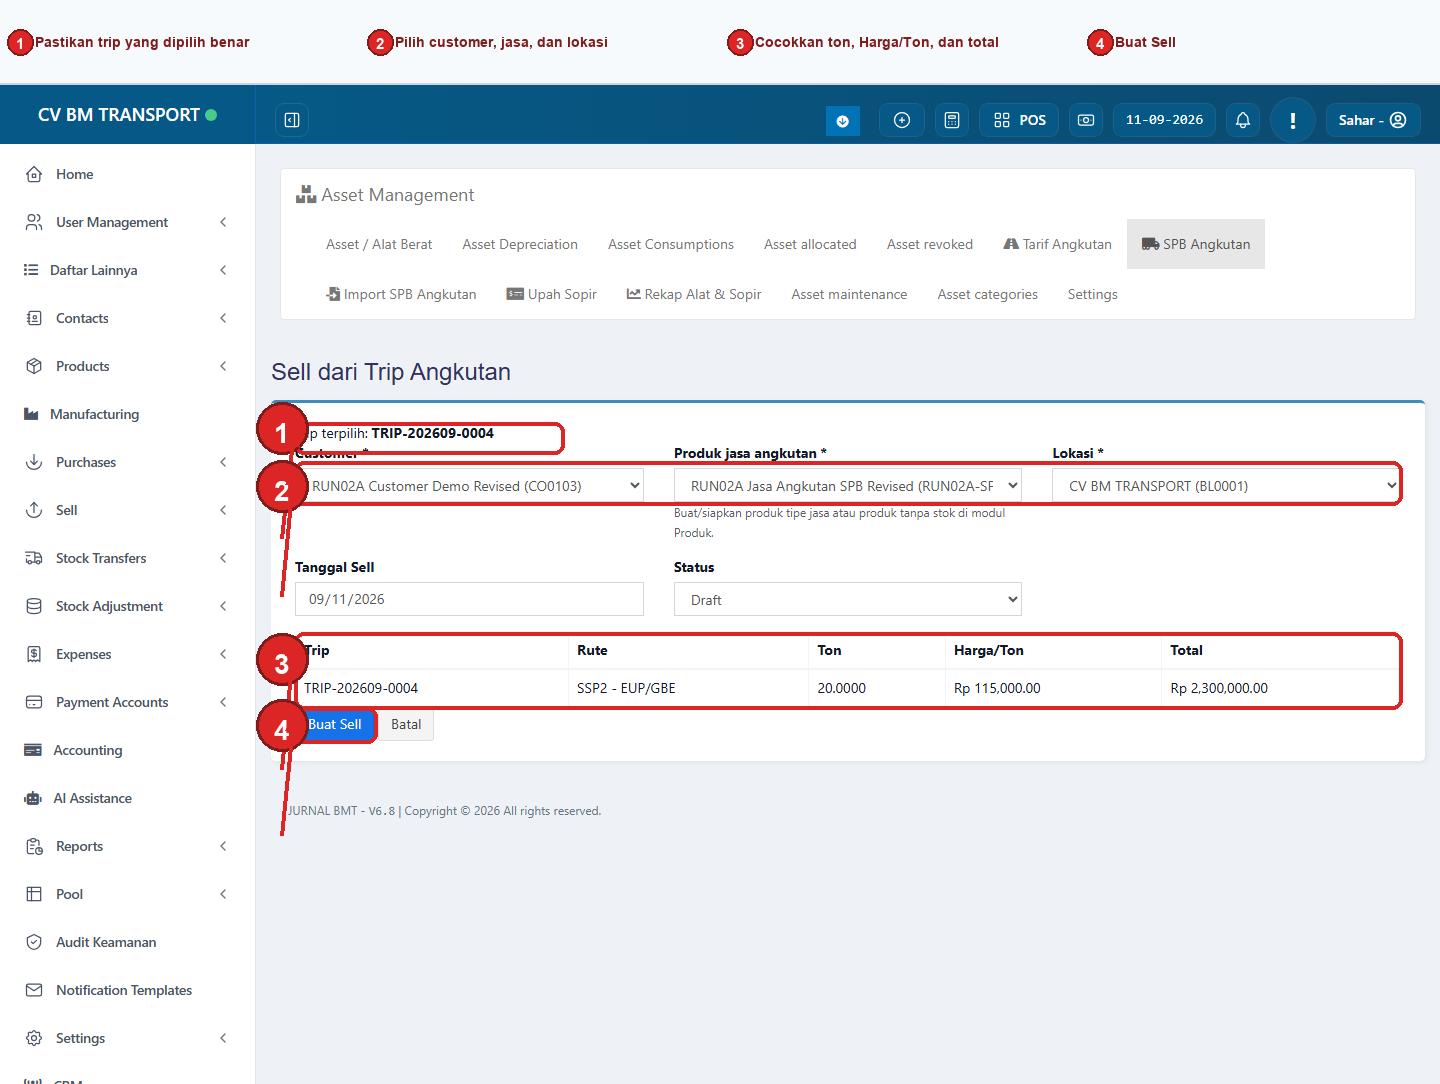 1 Pastikan trip yang dipilih benar
2 Pilih customer, jasa, dan lokasi
3 Cocokkan ton, Harga/Ton, dan total
4 Buat Sell
CV BM TRANSPORT
POS
11-09-2026
Sahar -
Home
User Management
Daftar Lainnya
Contacts
Products
Manufacturing
Purchases
Sell
Stock Transfers
Stock Adjustment
Expenses
Payment Accounts
Accounting
AI Assistance
Reports
Pool
Audit Keamanan
Notification Templates
Settings
Asset Management
Asset / Alat Berat
Asset Depreciation
Asset Consumptions
Asset allocated
Asset revoked
Tarif Angkutan
SPB Angkutan
Import SPB Angkutan
Upah Sopir
Rekap Alat & Sopir
Asset maintenance
Asset categories
Settings
Sell dari Trip Angkutan
1
terpilih: TRIP-202609-0004
Customer *
Produk jasa angkutan *
Lokasi *
2
RUN02A Customer Demo Revised (CO0103)
RUN02A Jasa Angkutan SPB Revised (RUN02A-SF
CV BM TRANSPORT (BL0001)
Buat/siapkan produk tipe jasa atau produk tanpa stok di modul
Produk.
Tanggal Sell
Status
09/11/2026
Draft
3
Trip Rute Ton Harga/Ton Total
TRIP-202609-0004 SSP2 - EUP/GBE 20.0000 Rp 115,000.00 Rp 2,300,000.00
4
Buat Sell
Batal
JURNAL BMT - V6.8 | Copyright © 2026 All rights reserved.